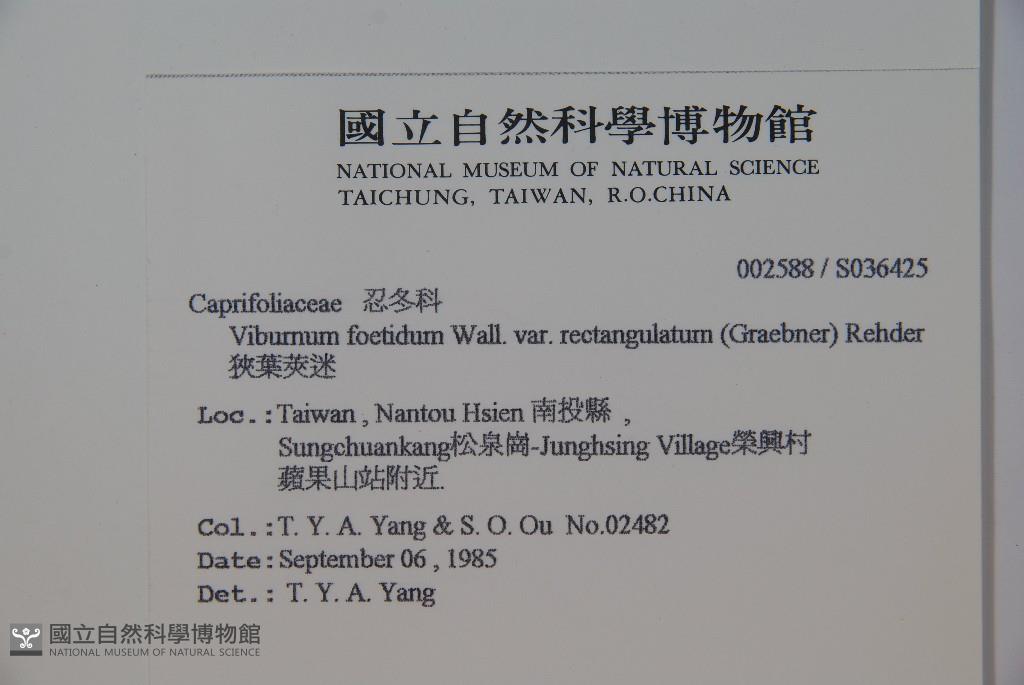 國立自然科學博物館
NATIONAL MUSEUM OF NATURAL SCIENCE
TAICHUNG, TAIWAN, R.O.CHINA
002588 / S036425
Caprifoliaceae 忍冬科
Viburnum foetidum Wall. var. rectangulatum (Graebner) Rehder
狹葉莢迷
Loc.:Taiwan , Nantou Hsien 南投縣 ,
Sungchuankang松泉崗-Junghsing Village榮興村
蘋果山站附近.
Col.:T. Y. A. Yang & S. O. Ou No.02482
Date:September 06 , 1985
Det.: T. Y. A. Yang
國立自然科學博物館
NATIONAL MUSEUM OF NATURAL SCIENCE